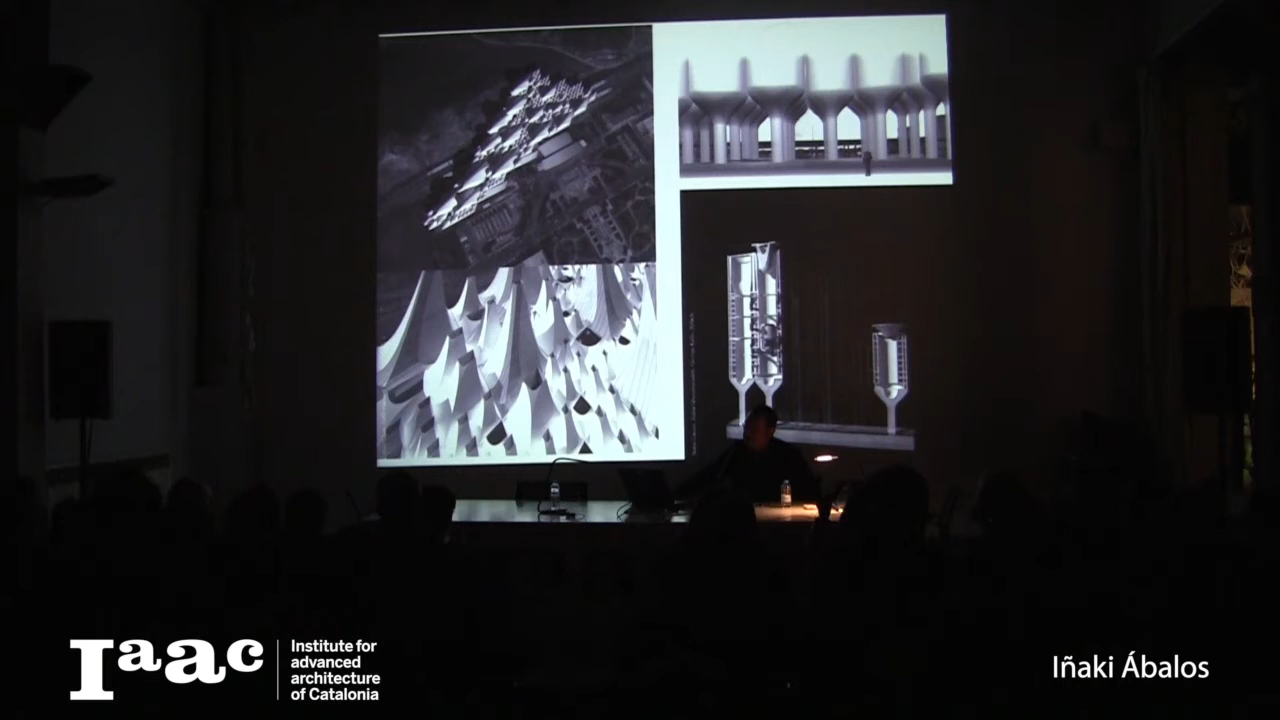 Iaac
Institute for
advanced
architecture
of Catalonia
Iñaki Ábalos